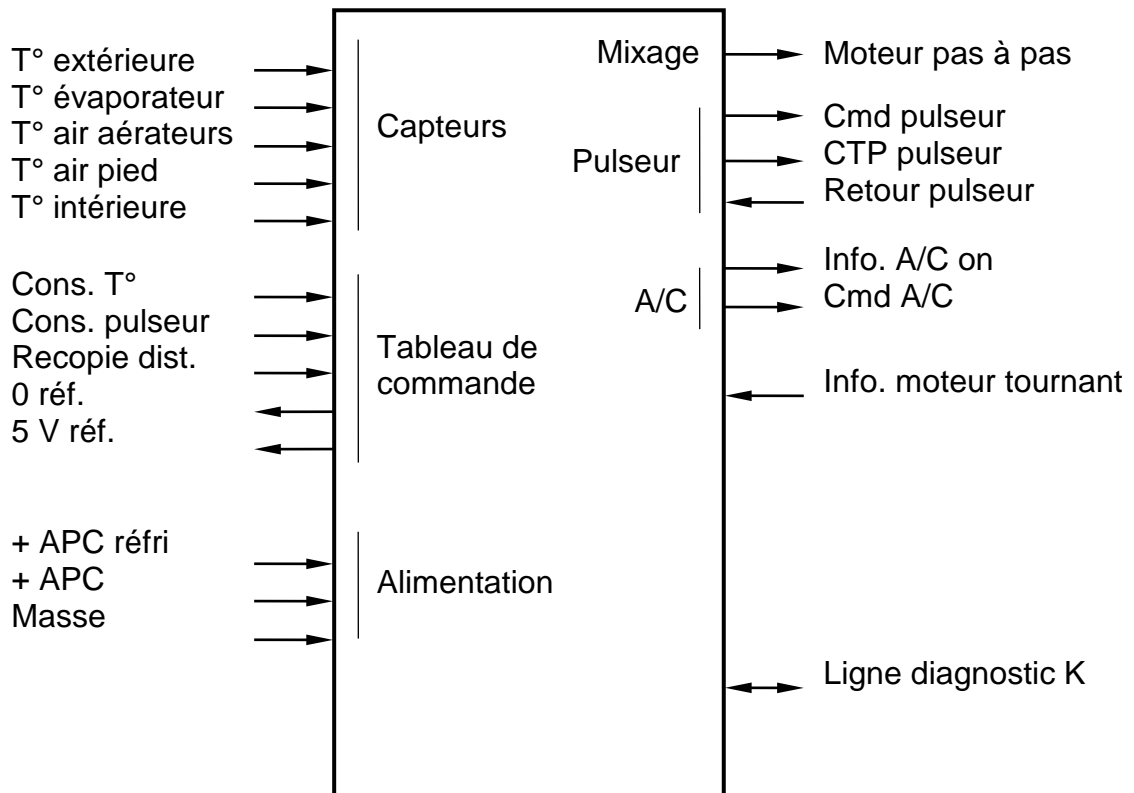 T° extérieure
T° évaporateur
T° air aérateurs
T° air pied
T° intérieure
Cons. T°
Cons. pulseur
Recopie dist.
0 réf.
5 V réf.
+ APC réfri
+ APC
Masse
Capteurs
Tableau de
commande
Alimentation
Mixage
Pulseur
A/C
Moteur pas à pas
Cmd pulseur
CTP pulseur
Retour pulseur
Info. A/C on
Cmd A/C
Info. moteur tournant
Ligne diagnostic K